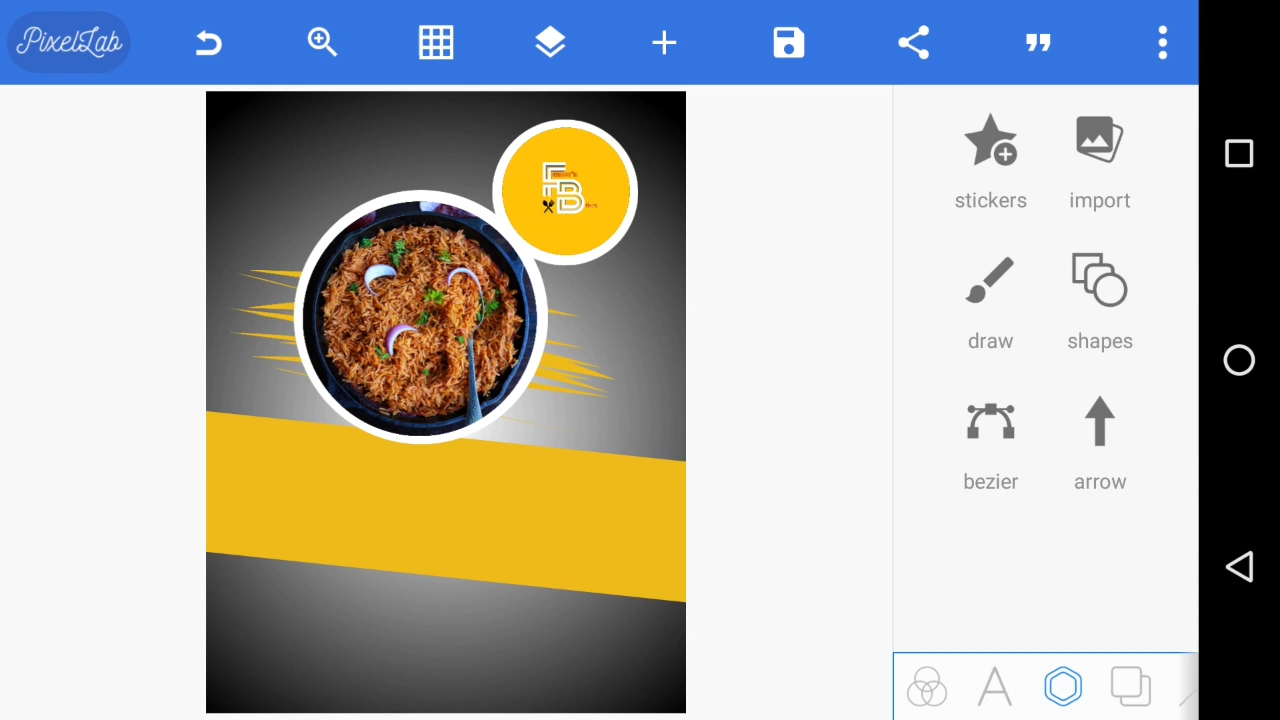 PixelLab
stickers
import
draw
shapes
bezier
arrow